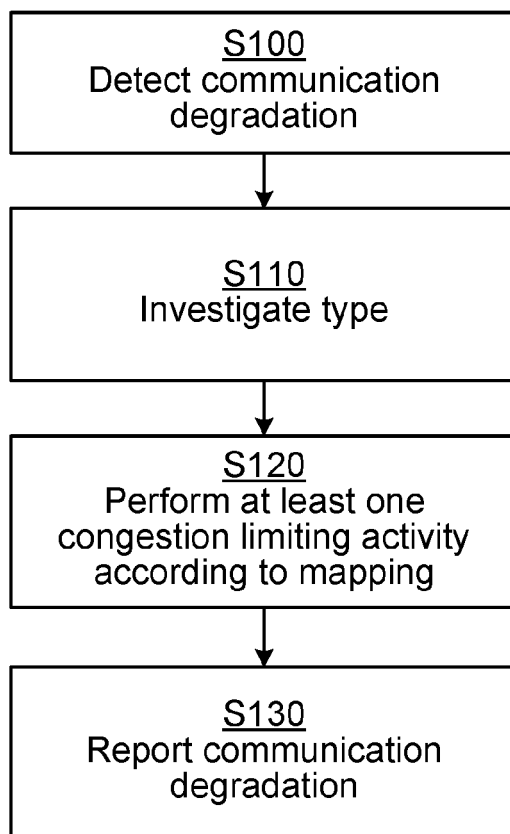 S100
Detect communication
degradation
S110
Investigate type
S120
Perform at least one
congestion limiting activity
according to mapping
S130
Report communication
degradation